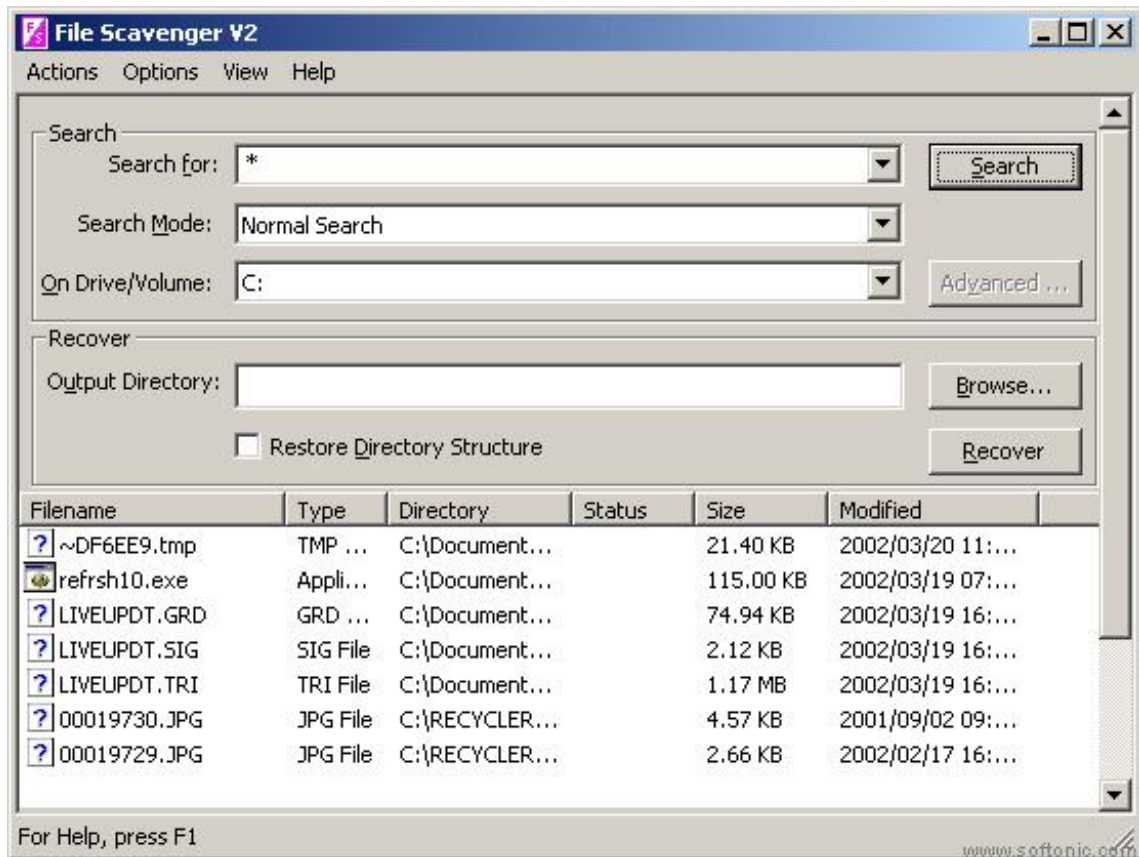 File Scavenger V2
Actions Options View Help
Search
Search for: * Search
Search Mode: Normal Search
On Drive/Volume: C: Advanced ...
Recover
Output Directory: Browse...
Restore Directory Structure Recover
Filename Type Directory Status Size Modified
~DF6EE9.tmp TMP ... C:\Document... 21.40 KB 2002/03/20 11:...
refrsh10.exe Appli... C:\Document... 115.00 KB 2002/03/19 07:...
LIVEUPDT.GRD GRD ... C:\Document... 74.94 KB 2002/03/19 16:...
LIVEUPDT.SIG SIG File C:\Document... 2.12 KB 2002/03/19 16:...
LIVEUPDT.TRI TRI File C:\Document... 1.17 MB 2002/03/19 16:...
00019730.JPG JPG File C:\RECYCLER... 4.57 KB 2001/09/02 09:...
00019729.JPG JPG File C:\RECYCLER... 2.66 KB 2002/02/17 16:...
For Help, press F1
www.softonic.com